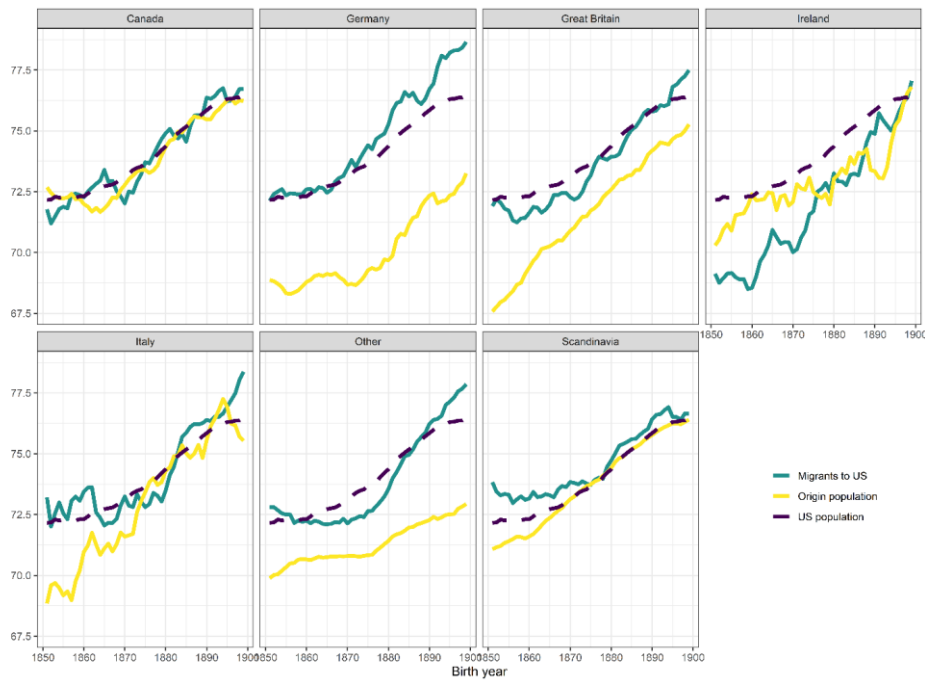 Canada Germany Great Britain Ireland
77.5
75.0
72.5
70.0
67.5
1850 1860 1870 1880 1890 1900
Italy Other Scandinavia
77.5
75.0
72.5
70.0
67.5
Migrants to US
Origin population
US population
1850 1860 1870 1880 1890 1900 1850 1860 1870 1880 1890 1900 1850 1860 1870 1880 1890 1900
Birth year